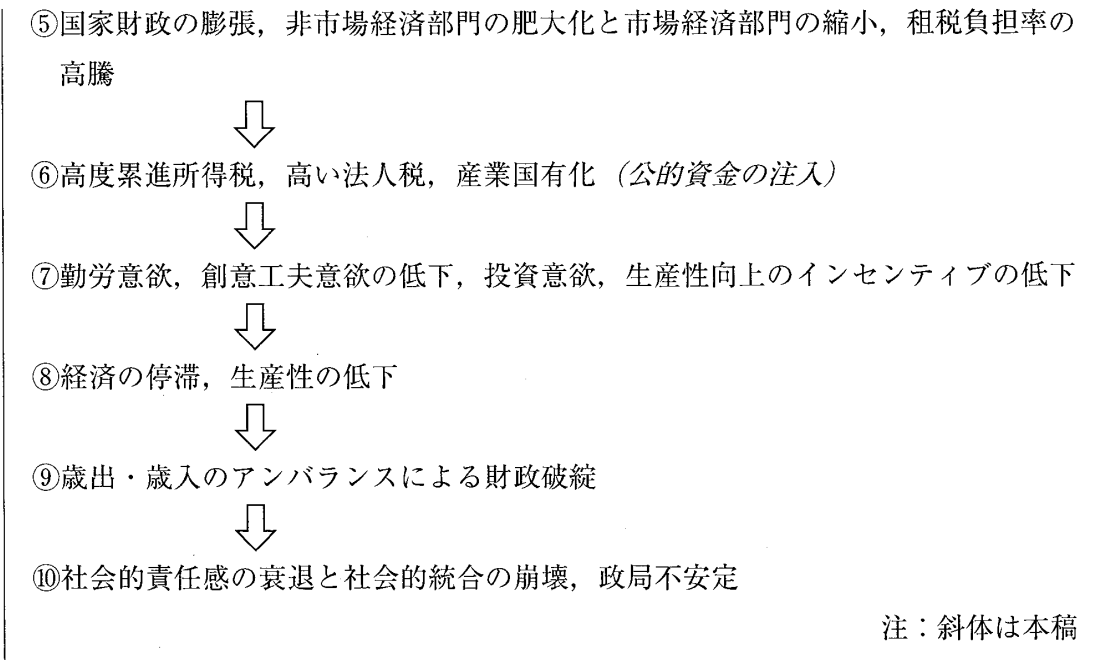 ⑤国家財政の膨張，非市場経済部門の肥大化と市場経済部門の縮小，租税負担率の
高騰
⑥高度累進所得税，高い法人税，産業国有化（公的資金の注入）
⑦勤労意欲，創意工夫意欲の低下，投資意欲，生産性向上のインセンティブの低下
⑧経済の停滞，生産性の低下
⑨歳出・歳入のアンバランスによる財政破綻
⑩社会的責任感の衰退と社会的統合の崩壊，政局不安定
注：斜体は本稿